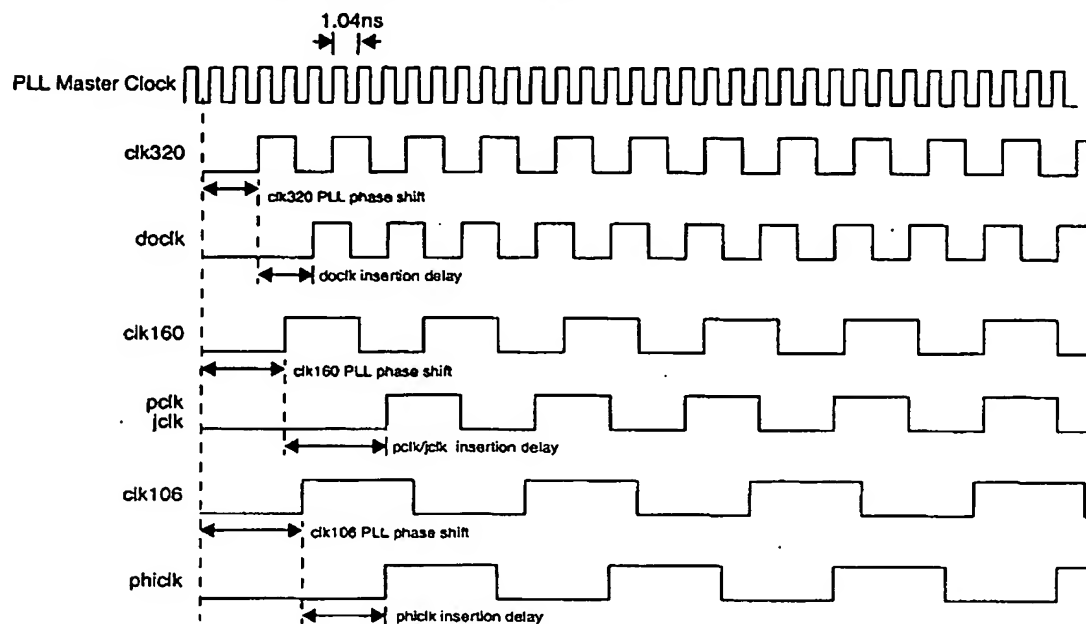 1.04ns
PLL Master Clock
clk320
clk320 PLL phase shift
doclk
doclk insertion delay
clk160
clk160 PLL phase shift
pclk
jclk
pclk/jclk insertion delay
clk106
clk106 PLL phase shift
phiclk
phiclk insertion delay